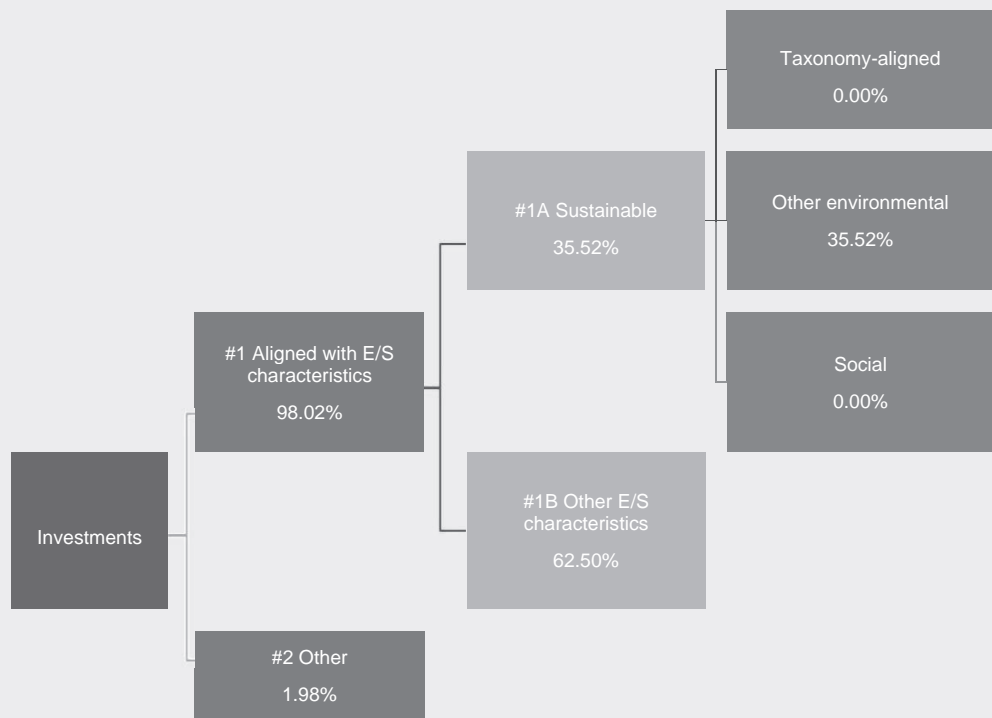 Investments
#1 Aligned with E/S
characteristics
98.02%
#2 Other
1.98%
#1A Sustainable
35.52%
#1B Other E/S
characteristics
62.50%
Taxonomy-aligned
0.00%
Other environmental
35.52%
Social
0.00%